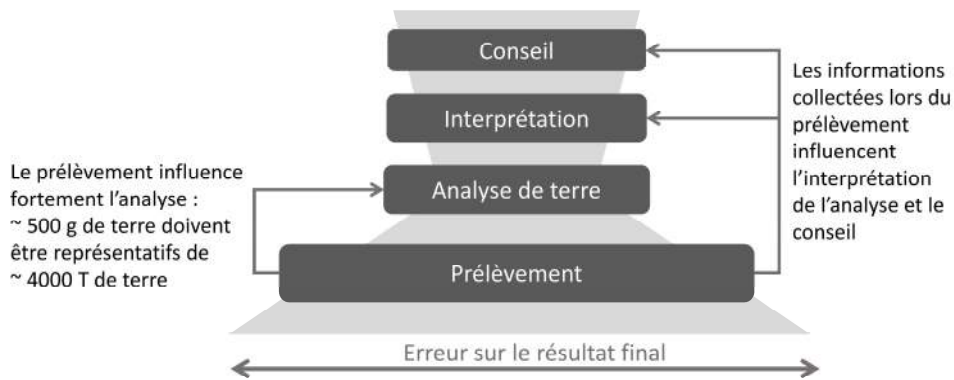 Conseil
Interprétation
Analyse de terre
Prélèvement
Le prélèvement influence
fortement l'analyse :
~ 500 g de terre doivent
être représentatifs de
~ 4000 T de terre
Les informations
collectées lors du
prélèvement
influencent
l'interprétation
de l'analyse et le
conseil
Erreur sur le résultat final